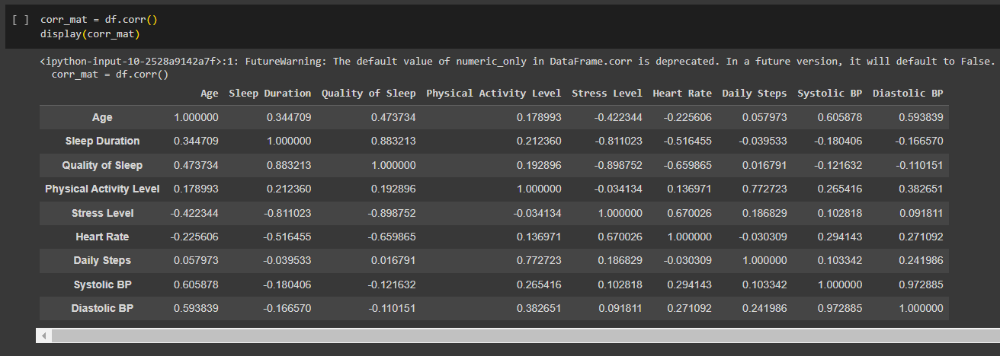 [ ] corr_mat = df.corr()
display(corr_mat)
<ipython-input-10-2528a9142a7f>:1: FutureWarning: The default value of numeric_only in DataFrame.corr is deprecated. In a future version, it will default to False.
corr_mat = df.corr()
Age Sleep Duration Quality of Sleep Physical Activity Level Stress Level Heart Rate Daily Steps Systolic BP Diastolic BP
Age 1.000000 0.344709 0.473734 0.178993 -0.422344 -0.225606 0.057973 0.605878 0.593839
Sleep Duration 0.344709 1.000000 0.883213 0.212360 -0.811023 -0.516455 -0.039533 -0.180406 -0.166570
Quality of Sleep 0.473734 0.883213 1.000000 0.192896 -0.898752 -0.659865 0.016791 -0.121632 -0.110151
Physical Activity Level 0.178993 0.212360 0.192896 1.000000 -0.034134 0.136971 0.772723 0.265416 0.382651
Stress Level -0.422344 -0.811023 -0.898752 -0.034134 1.000000 0.670026 0.186829 0.102818 0.091811
Heart Rate -0.225606 -0.516455 -0.659865 0.136971 0.670026 1.000000 -0.030309 0.294143 0.271092
Daily Steps 0.057973 -0.039533 0.016791 0.772723 0.186829 -0.030309 1.000000 0.103342 0.241986
Systolic BP 0.605878 -0.180406 -0.121632 0.265416 0.102818 0.294143 0.103342 1.000000 0.972885
Diastolic BP 0.593839 -0.166570 -0.110151 0.382651 0.091811 0.271092 0.241986 0.972885 1.000000